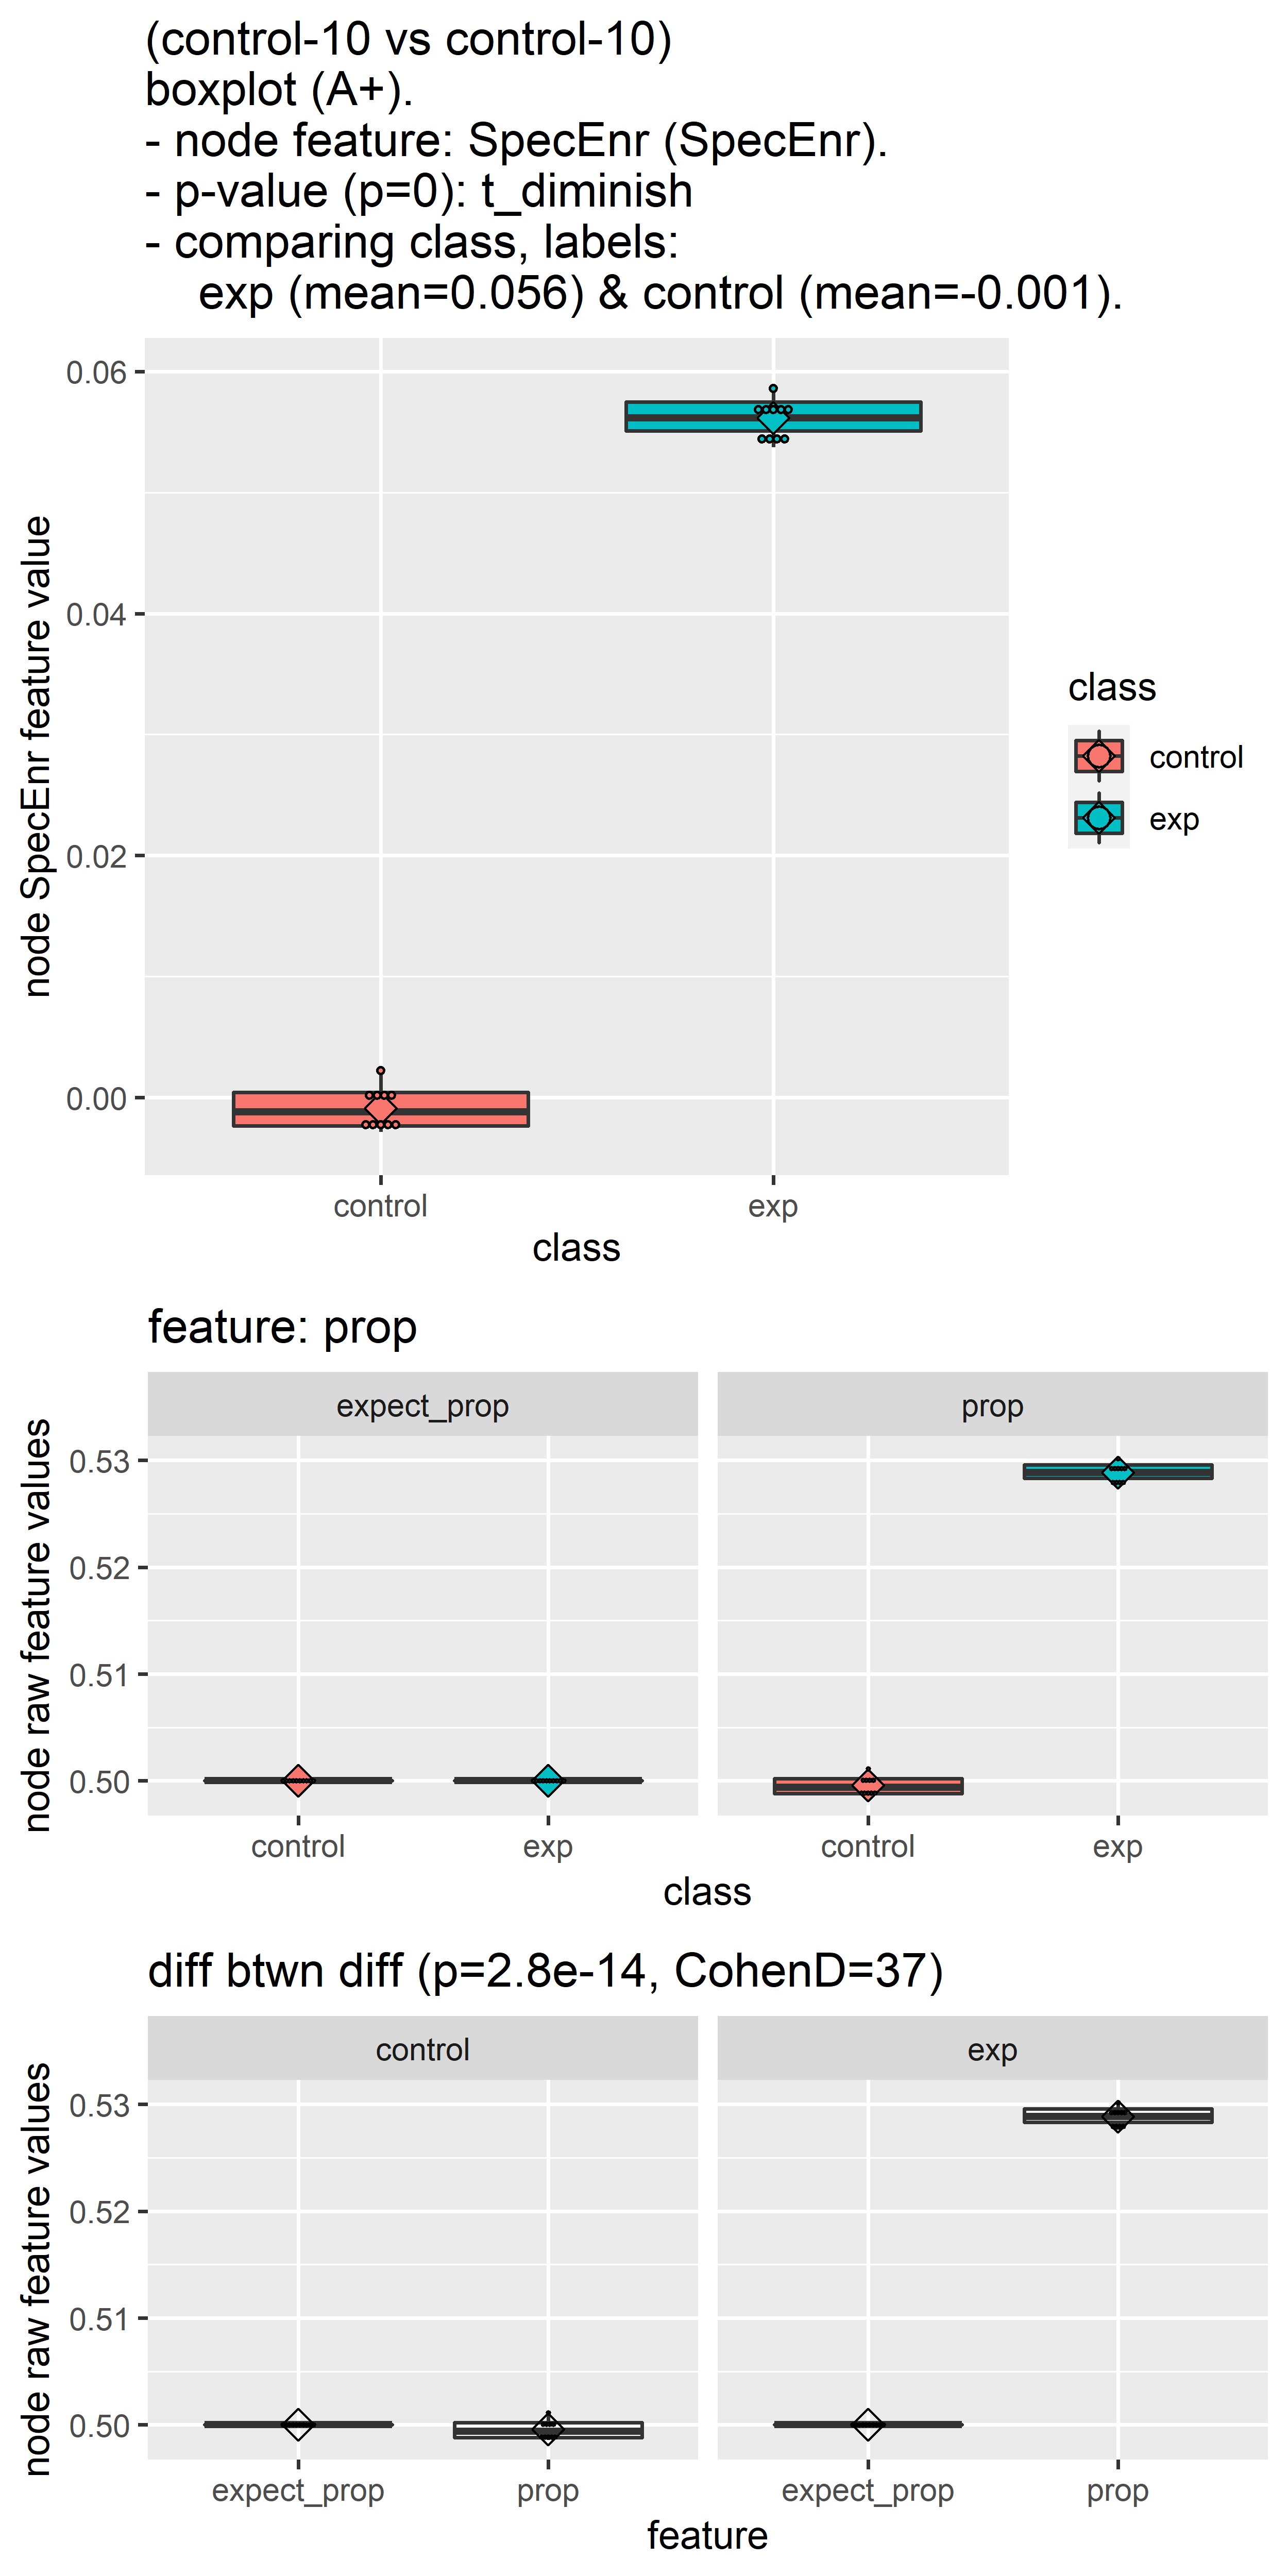 (control-10 vs control-10)
boxplot (A+).
- node feature: SpecEnr (SpecEnr).
- p-value (p=0): t_diminish
- comparing class, labels:
exp (mean=0.056) & control (mean=-0.001).
node SpecEnr feature value
0.06
0.04
0.02
0.00
control exp
class
class
control
exp
feature: prop
node raw feature values
expect_prop prop
0.53
0.52
0.51
0.50
control exp control exp
class
diff btwn diff (p=2.8e-14, CohenD=37)
node raw feature values
control exp
0.53
0.52
0.51
0.50
expect_prop prop expect_prop prop
feature